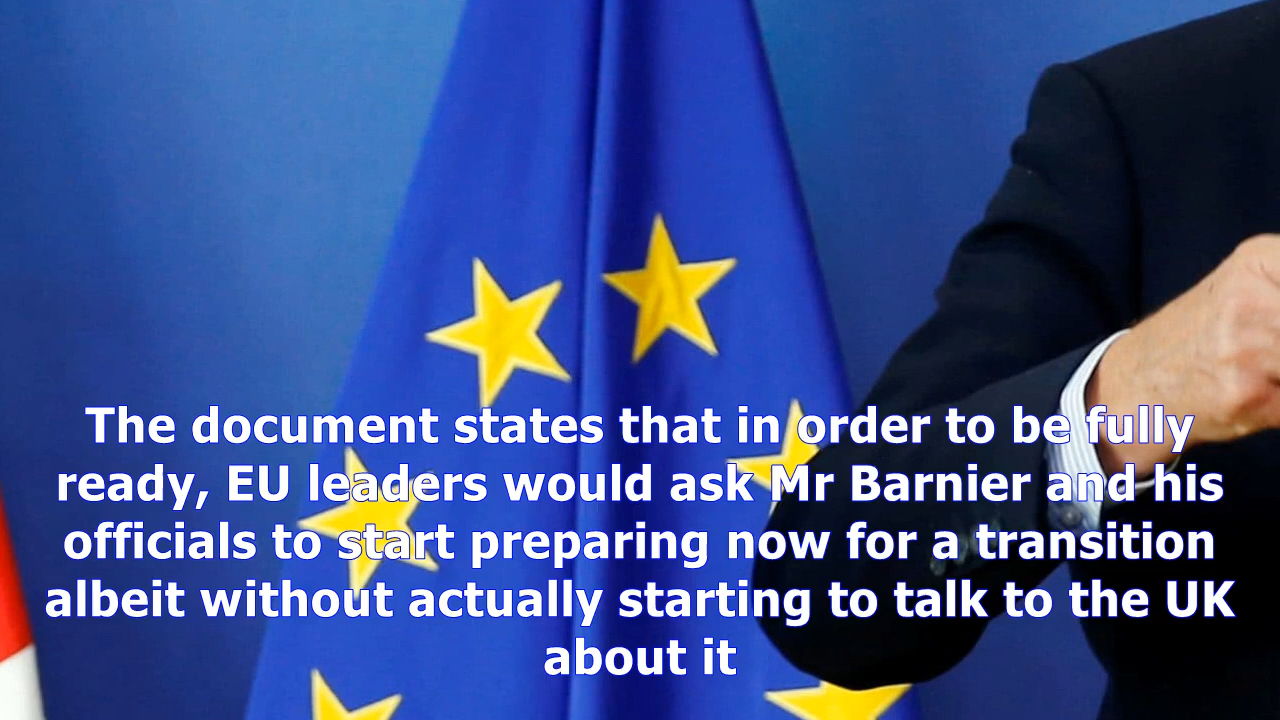 The document states that in order to be fully
ready, EU leaders would ask Mr Barnier and his
officials to start preparing now for a transition
albeit without actually starting to talk to the UK
about it